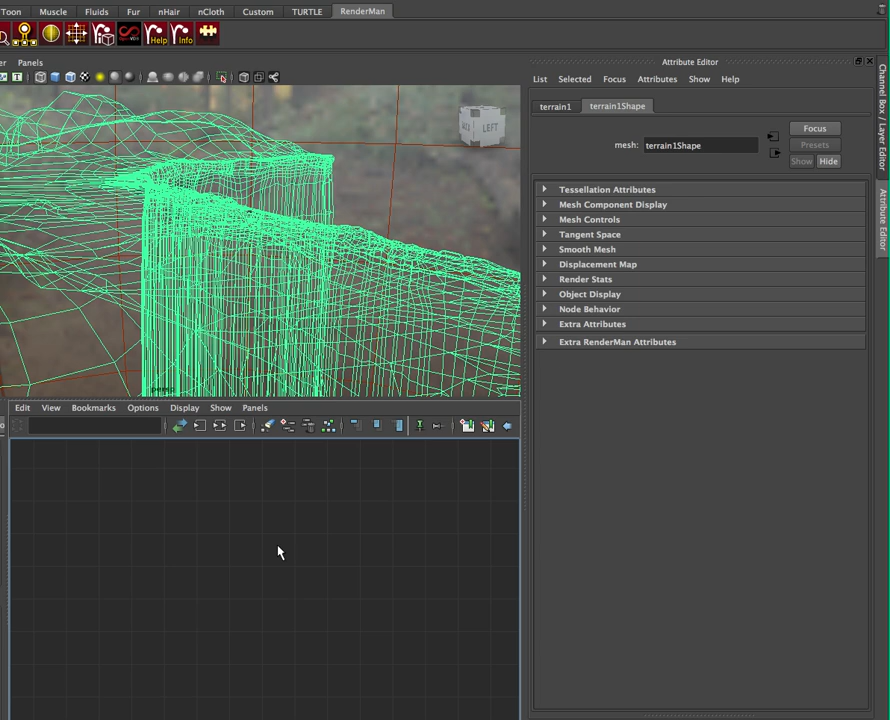 Toon Muscle Fluids Fur nHair nCloth Custom TURTLE RenderMan
Help Info
er Panels
Attribute Editor
List Selected Focus Attributes Show Help
terrain1 terrain1Shape
LEFT
mesh: terrain1Shape
Focus
Presets
Show Hide
Tessellation Attributes
Mesh Component Display
Mesh Controls
Tangent Space
Smooth Mesh
Displacement Map
Render Stats
Object Display
Node Behavior
Extra Attributes
Extra RenderMan Attributes
Channel Box / Layer Editor
Attribute Editor
Edit View Bookmarks Options Display Show Panels